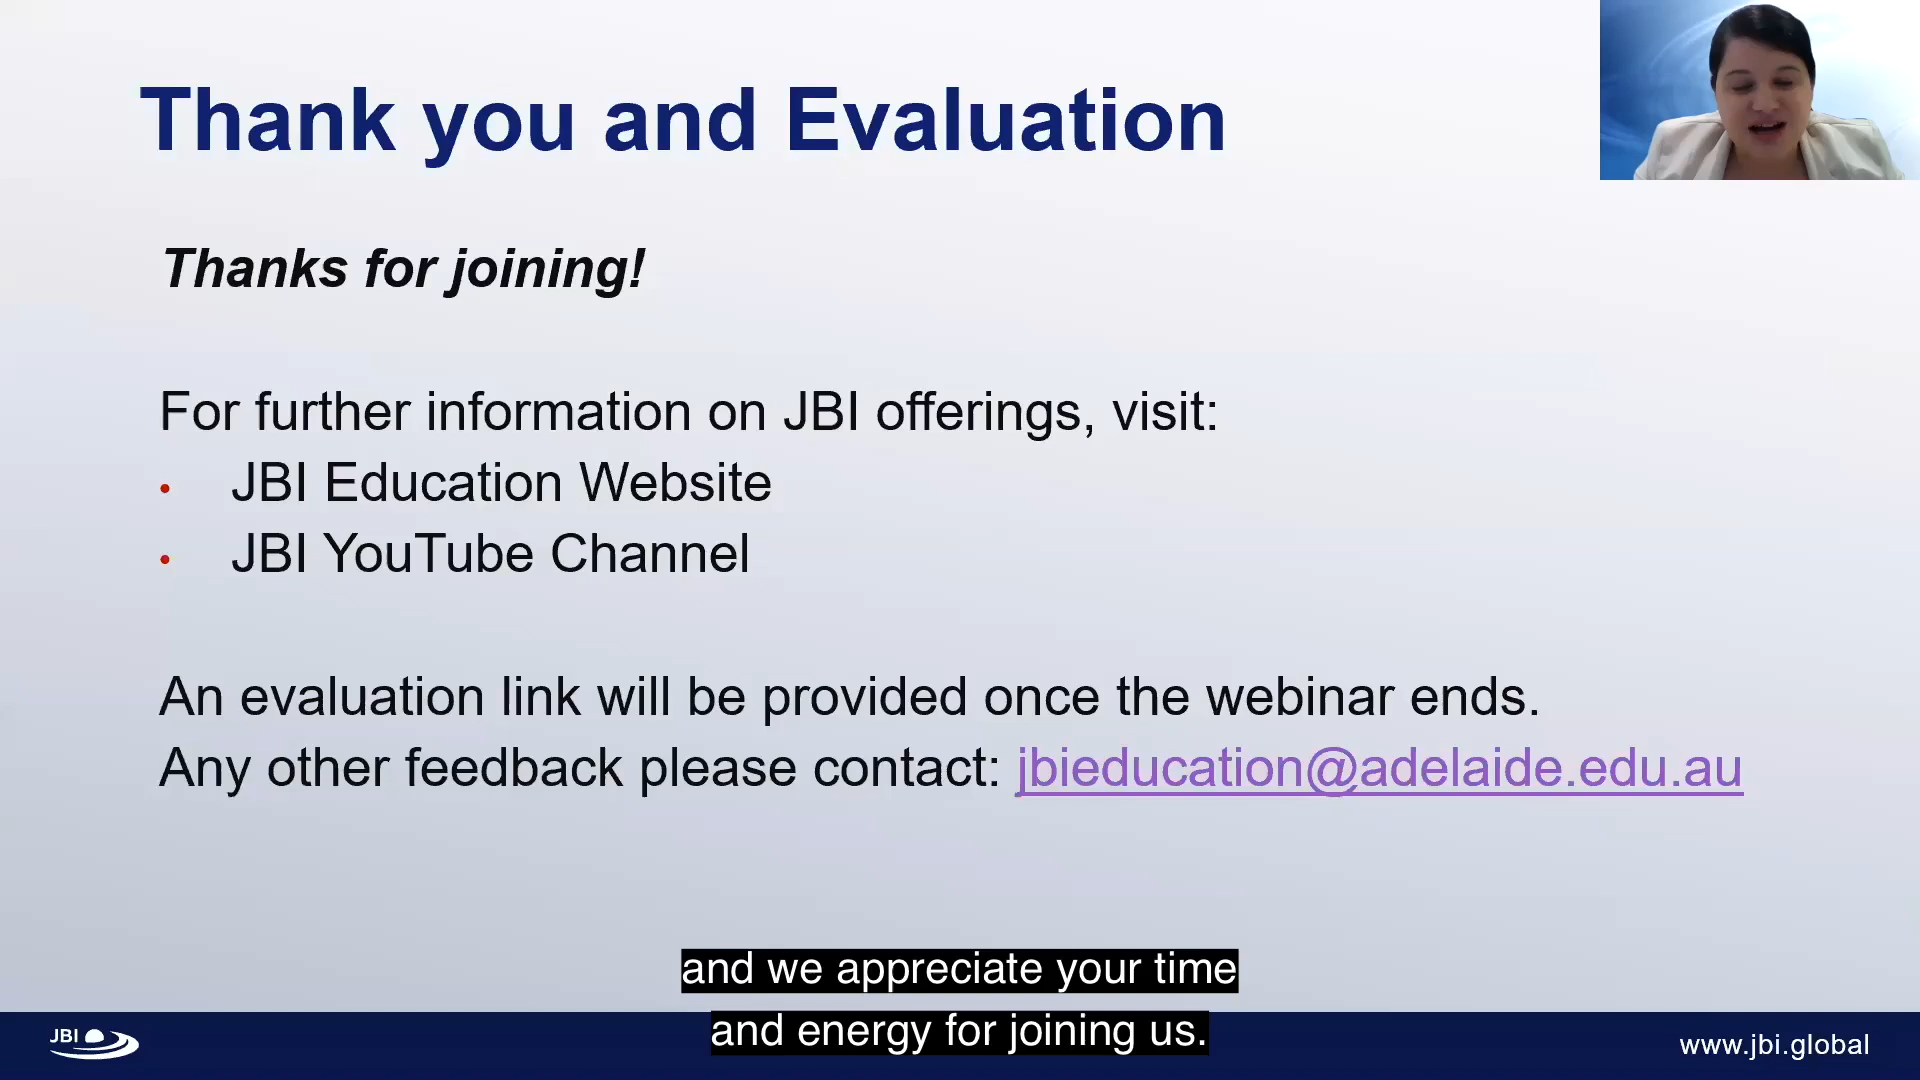 Thank you and Evaluation
Thanks for joining!
For further information on JBI offerings, visit:
• JBI Education Website
• JBI YouTube Channel
An evaluation link will be provided once the webinar ends.
Any other feedback please contact: jbieducation@adelaide.edu.au
and we appreciate your time
and energy for joining us.
JBI
www.jbi.global